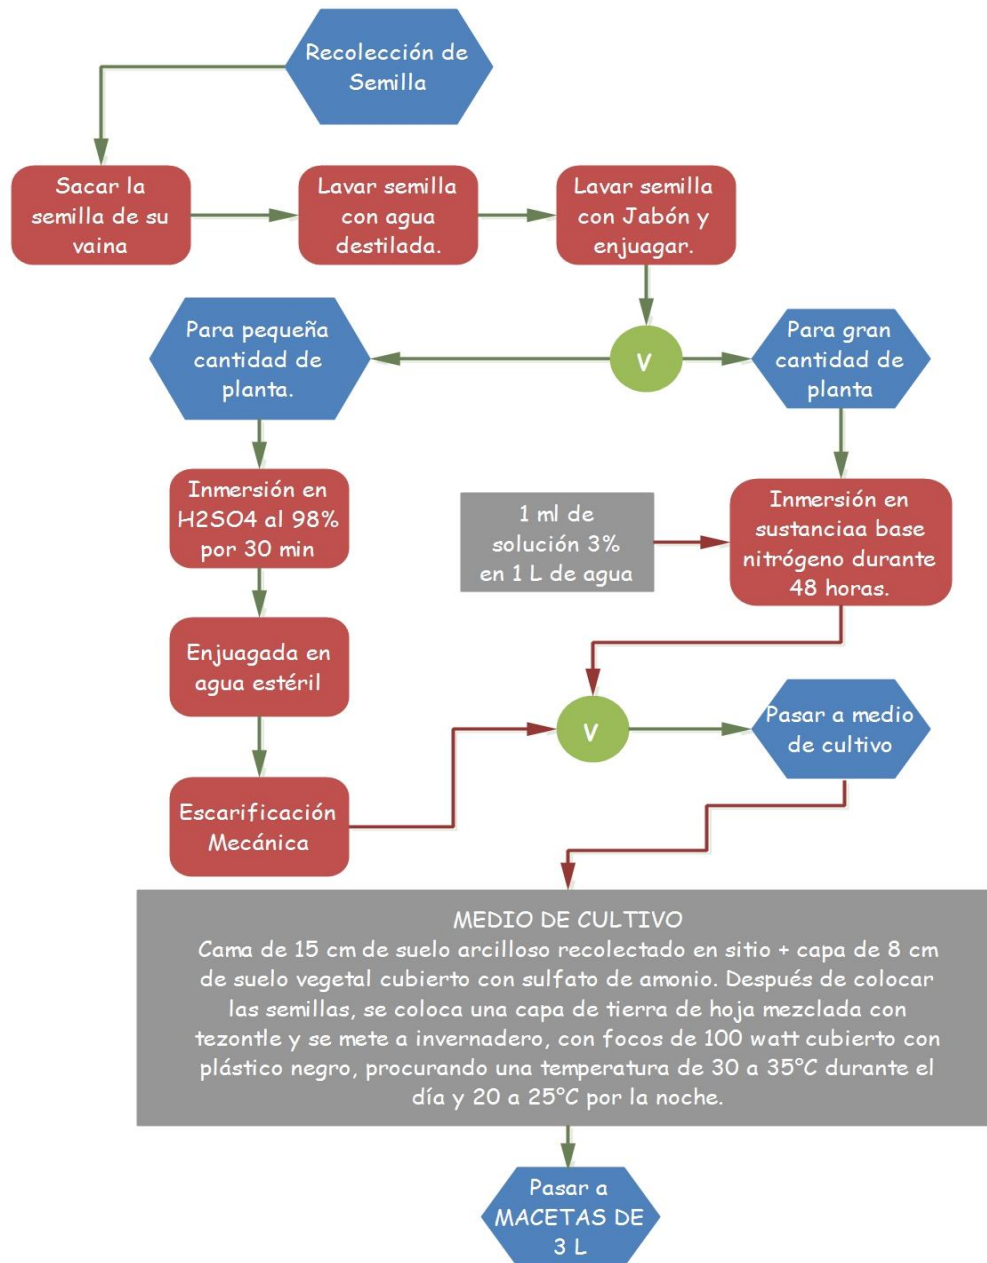 Recolección de
Semilla
Sacar la
semilla de su
vaina
Lavar semilla
con agua
destilada.
Lavar semilla
con Jabón y
enjuagar.
Para pequeña
cantidad de
planta.
V
Para gran
cantidad de
planta
Inmersión en
H2SO4 al 98%
por 30 min
1 ml de
solución 3%
en 1 L de agua
Inmersión en
sustanciaa base
nitrógeno durante
48 horas.
Enjuagada en
agua estéril
V
Pasar a medio
de cultivo
Escarificación
Mecánica
MEDIO DE CULTIVO
Cama de 15 cm de suelo arcilloso recolectado en sitio + capa de 8 cm
de suelo vegetal cubierto con sulfato de amonio. Después de colocar
las semillas, se coloca una capa de tierra de hoja mezclada con
tezontle y se mete a invernadero, con focos de 100 watt cubierto con
plástico negro, procurando una temperatura de 30 a 35°C durante el
día y 20 a 25°C por la noche.
Pasar a
MACETAS DE
3 L